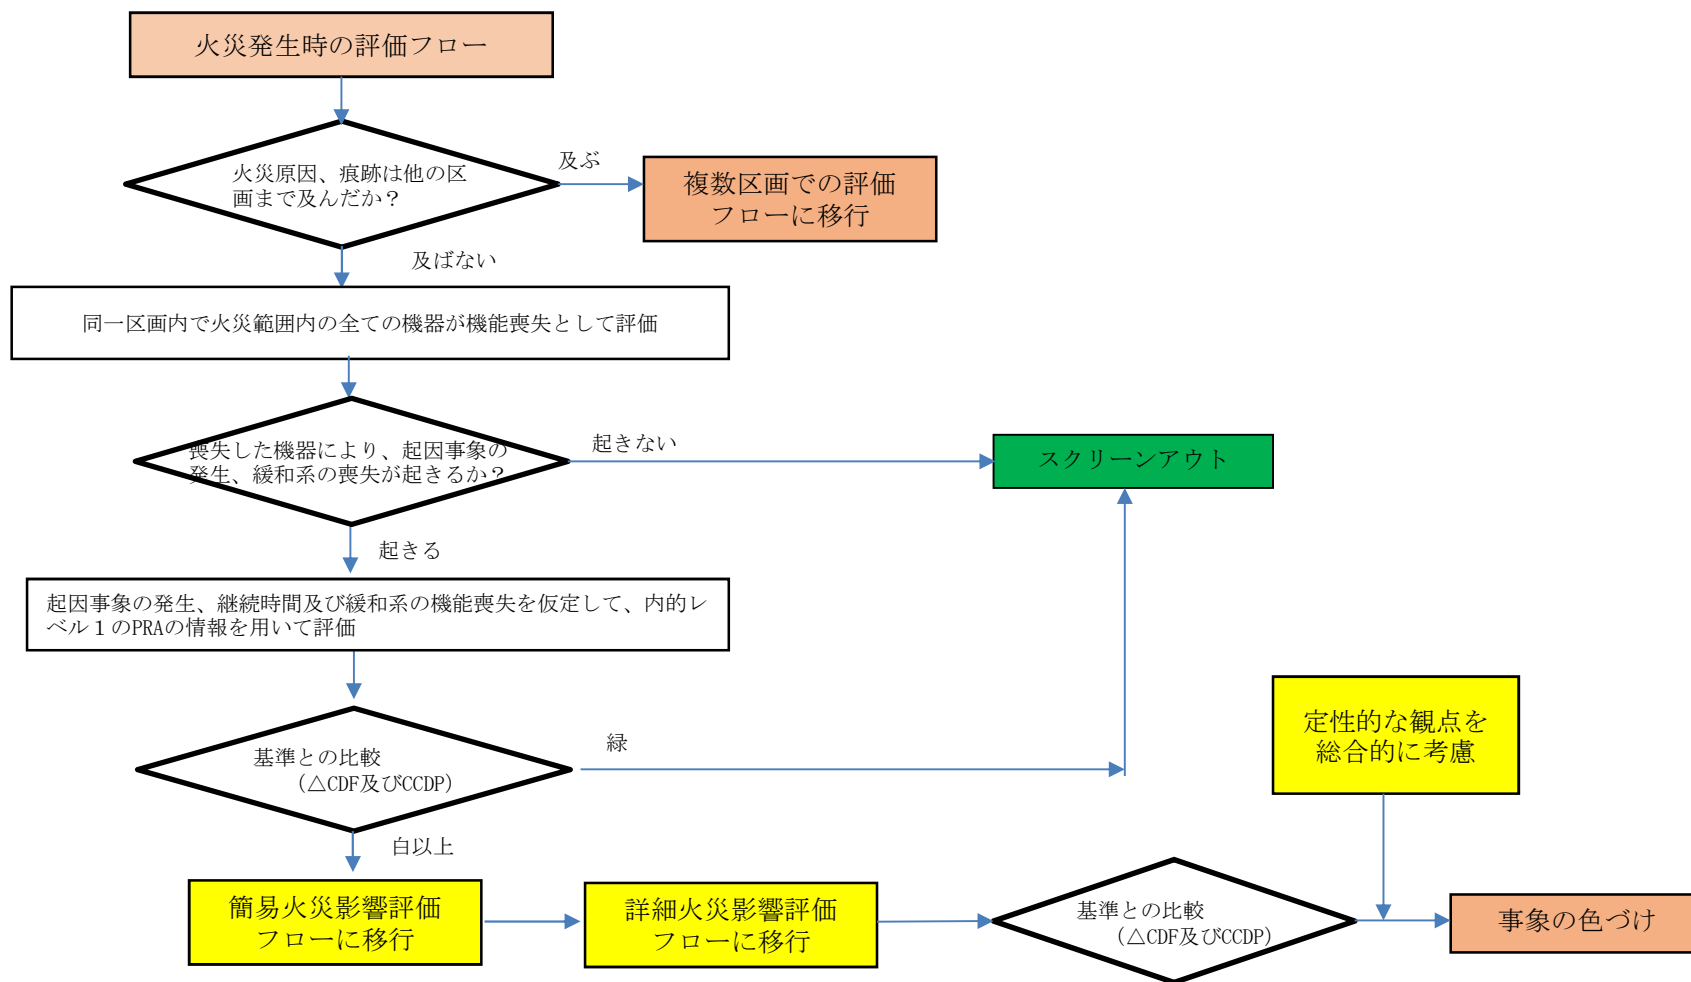 火災発生時の評価フロー
火災原因、痕跡は他の区
画まで及んだか？
及ぶ
複数区画での評価
フローに移行
及ばない
同一区画内で火災範囲内の全ての機器が機能喪失として評価
喪失した機器により、起因事象の
発生、緩和系の喪失が起きるか？
起きない
スクリーンアウト
起きる
起因事象の発生、継続時間及び緩和系の機能喪失を仮定して、内的レ
ベル１のPRAの情報を用いて評価
基準との比較
（△CDF及びCCDP）
緑
定性的な観点を
総合的に考慮
白以上
簡易火災影響評価
フローに移行
詳細火災影響評価
フローに移行
基準との比較
（△CDF及びCCDP）
事象の色づけ